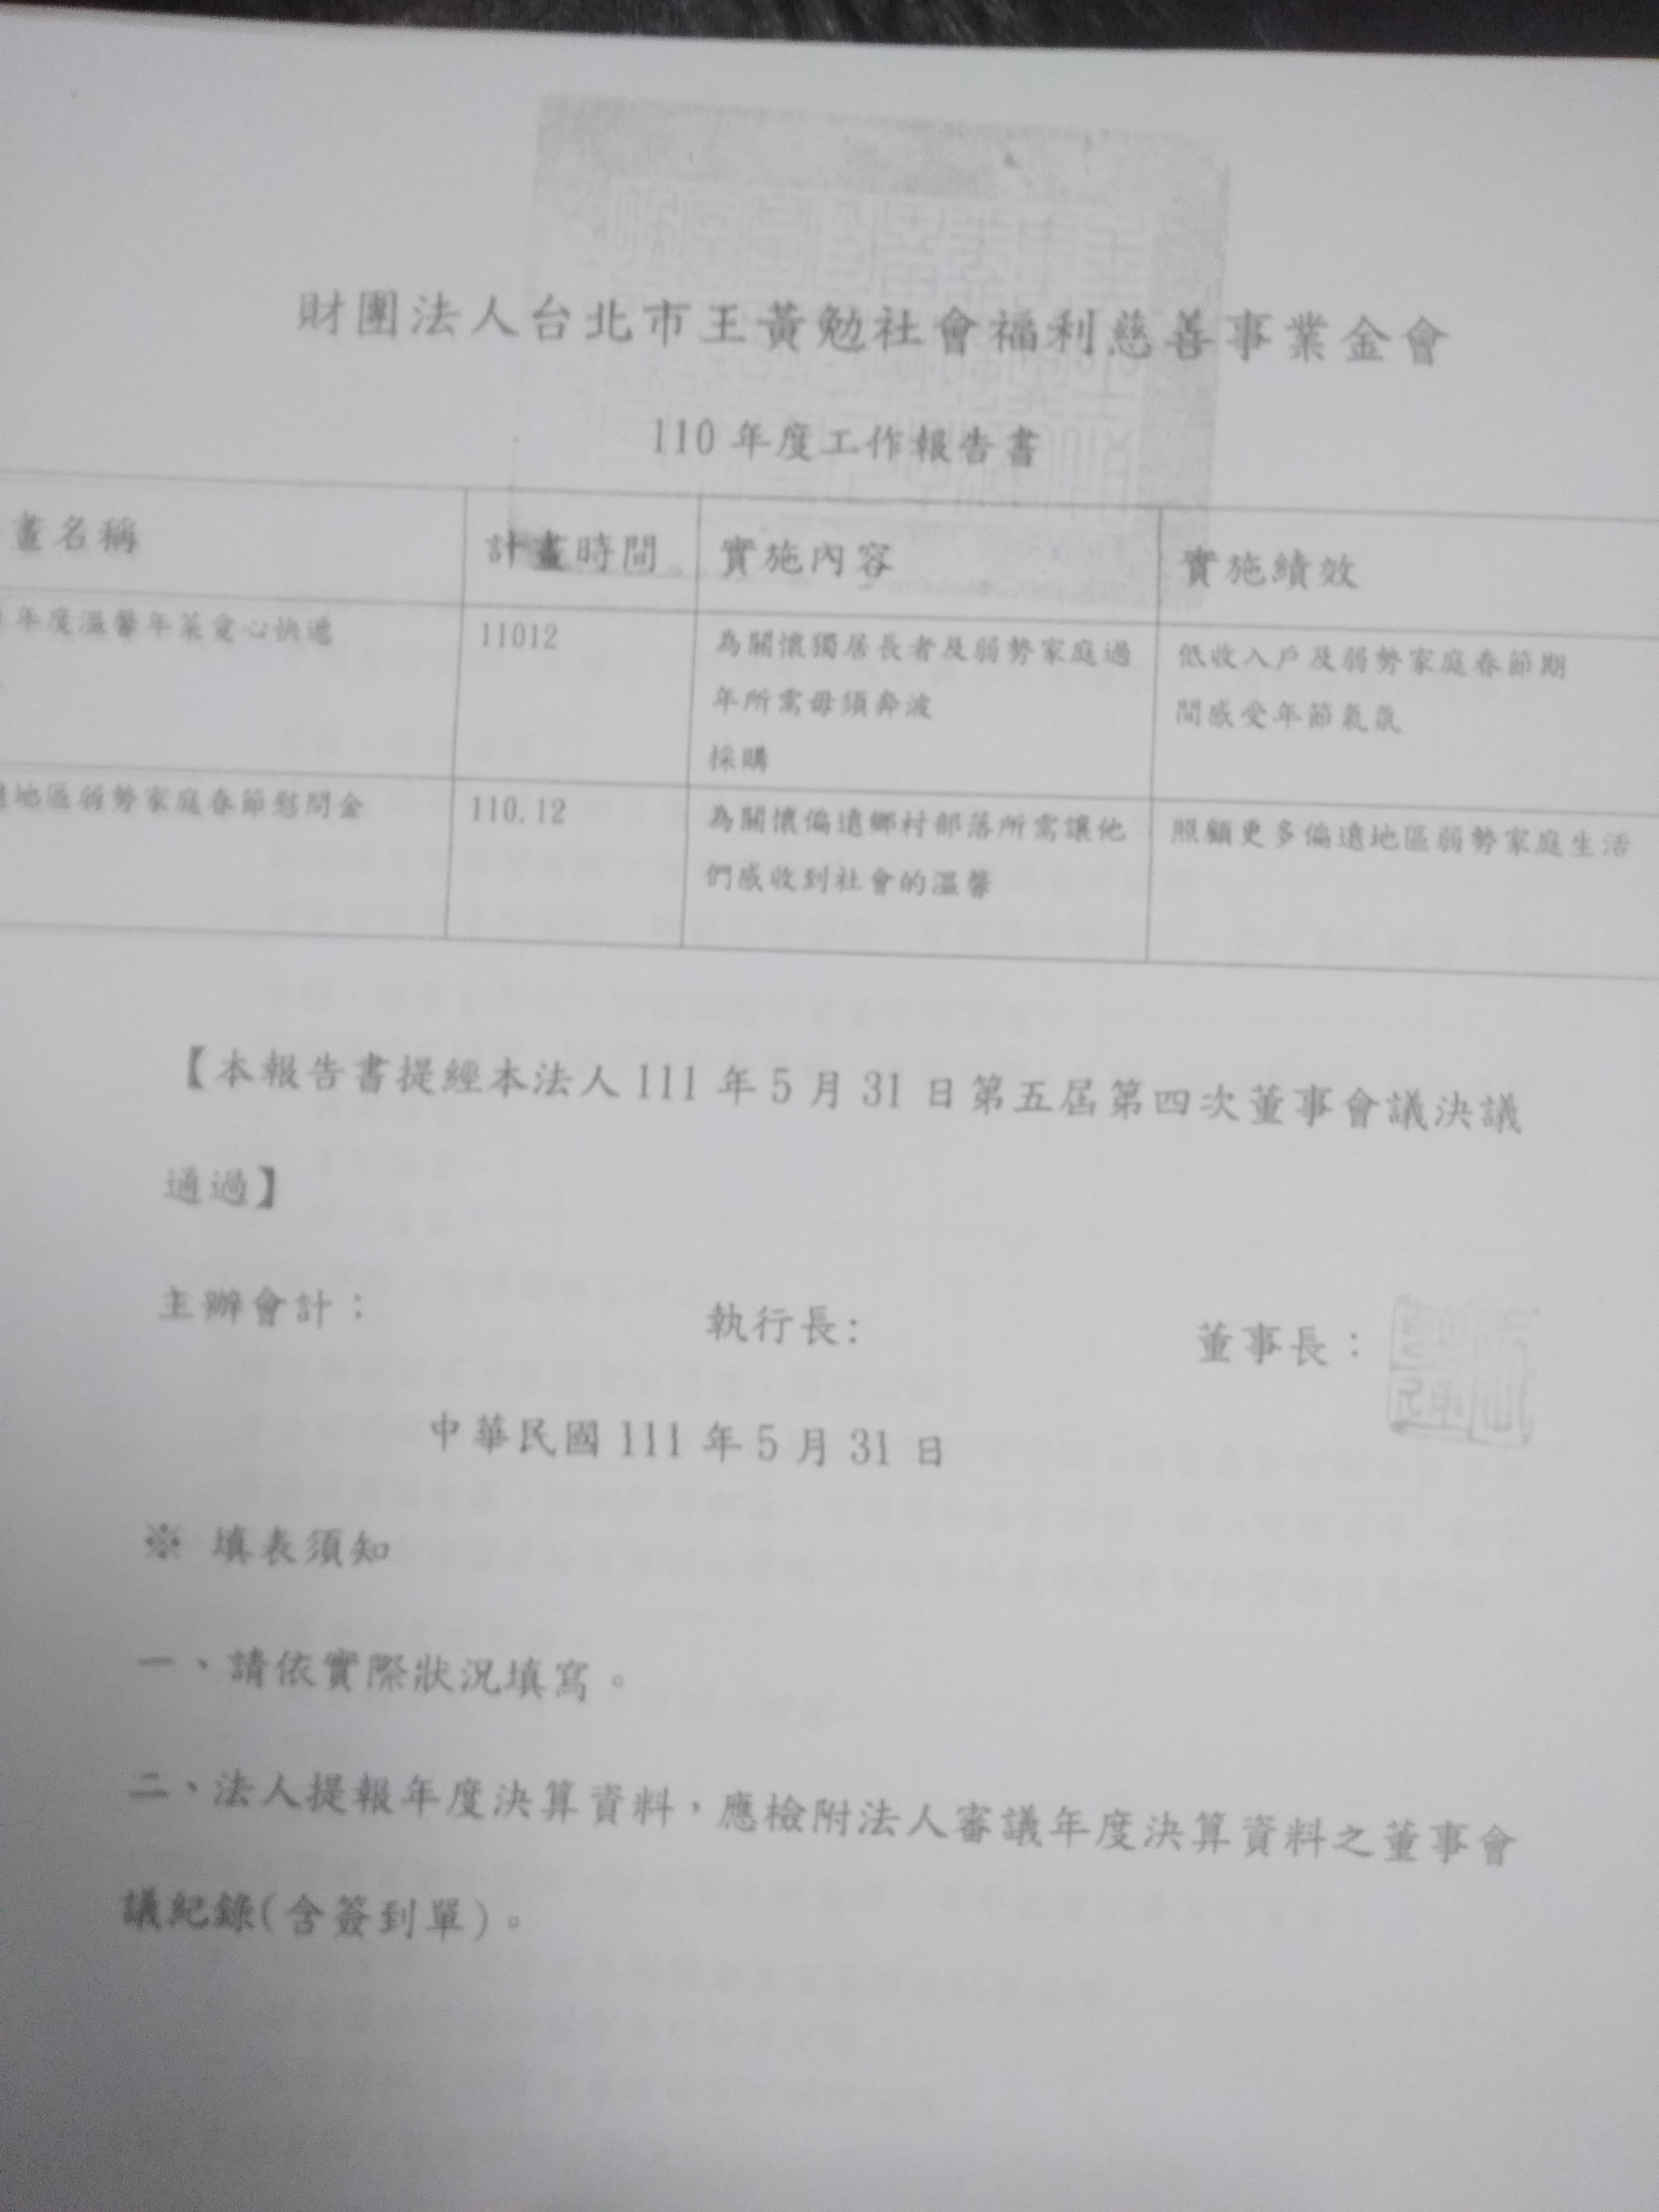 財團法人台北市王黃勉社會福利慈善事業金會
110 年度工作報告書
畫名稱
計畫時間
實施內容
實施績效
年度溫馨年菜愛心快遞
11012
為關懷獨居長者及弱勢家庭過
年所需毋須奔波
採購
低收入戶及弱勢家庭春節期
間感受年節氣氛
地區弱勢家庭春節慰問金
110.12
為關懷偏遠鄉村部落所需讓他
們感收到社會的溫馨
照顧更多偏遠地區弱勢家庭生活
【本報告書提經本法人 111 年 5 月 31 日第五屆第四次董事會議決議
通過】
主辦會計：
執行長:
董事長：
中華民國 111 年 5 月 31 日
※ 填表須知
一、請依實際狀況填寫。
二、法人提報年度決算資料，應檢附法人審議年度決算資料之董事會
議紀錄(含簽到單)。